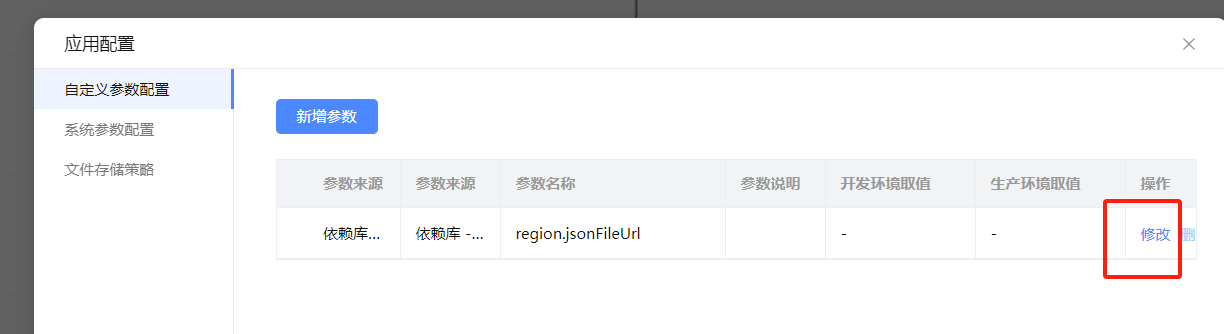 应用配置
自定义参数配置
系统参数配置
文件存储策略
新增参数
参数来源 参数来源 参数名称 参数说明 开发环境取值 生产环境取值 操作
依赖库... 依赖库 -... region.jsonFileUrl - - 修改 删